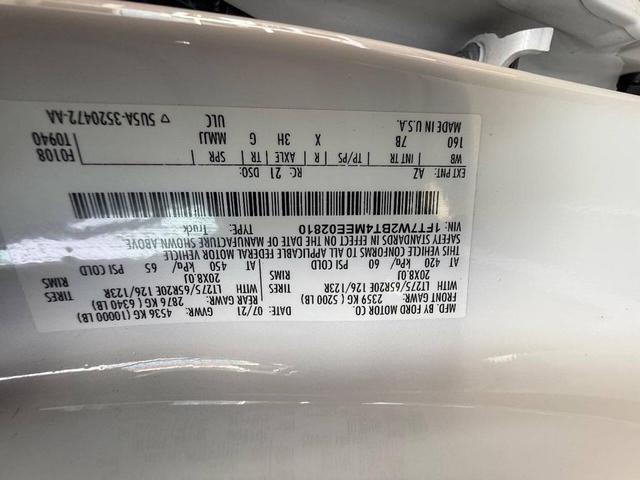 MFD. BY FORD MOTOR CO.
DATE: 07/21 GVWR: 4536 KG (10000 LB)
FRONT GAWR: 2359 KG (5200 LB) REAR GAWR: 2876 KG (6340 LB)
WITH LT275/65R20E 126/123R TIRES WITH LT275/65R20E 126/123R TIRES
20X8.0J RIMS 20X8.0J RIMS
AT 420 kPa/ 60 PSI COLD AT 450 kPa/ 65 PSI COLD
THIS VEHICLE CONFORMS TO ALL APPLICABLE FEDERAL MOTOR VEHICLE
SAFETY STANDARDS IN EFFECT ON THE DATE OF MANUFACTURE SHOWN ABOVE.
VIN: 1FT7W2BT4MEE02810 TYPE: Truck
EXT PNT: AZ RC: 21 DSO: F0108
T0940
WB INT TR TP/PS R AXLE TR SPR
160 7B X 3H G MMJJ
MADE IN U.S.A. ULC 5U5A-3520472-AA